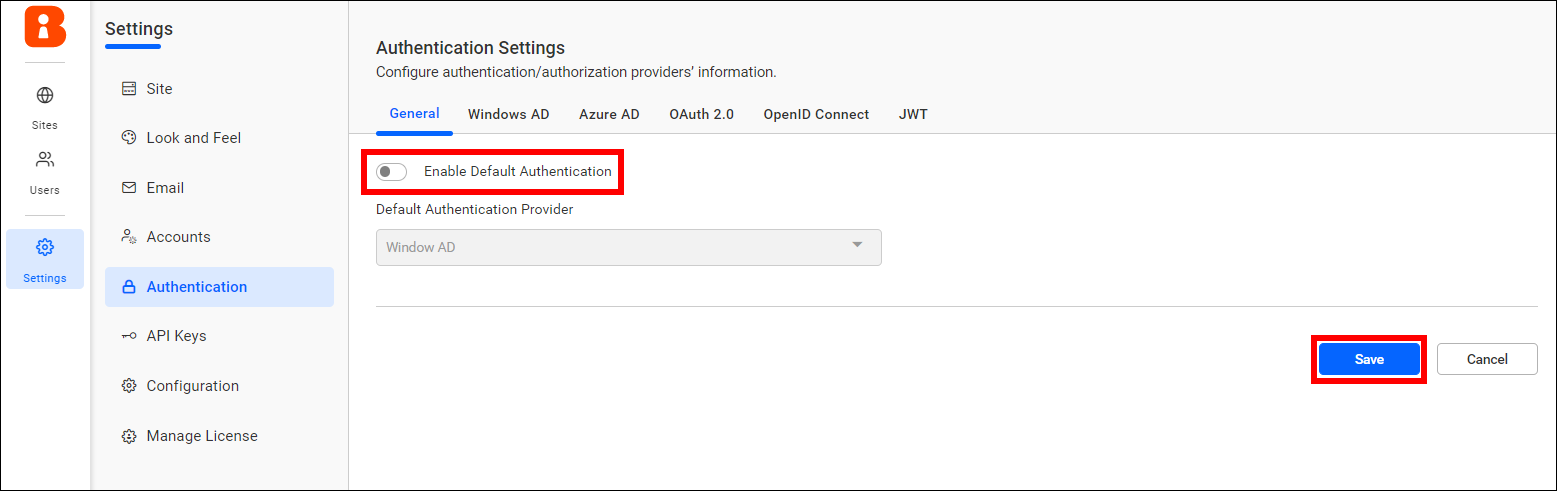 Settings
Sites
Users
Settings
Site
Look and Feel
Email
Accounts
Authentication
API Keys
Configuration
Manage License
Authentication Settings
Configure authentication/authorization providers' information.
General Windows AD Azure AD OAuth 2.0 OpenID Connect JWT
Enable Default Authentication
Default Authentication Provider
Window AD
Save Cancel